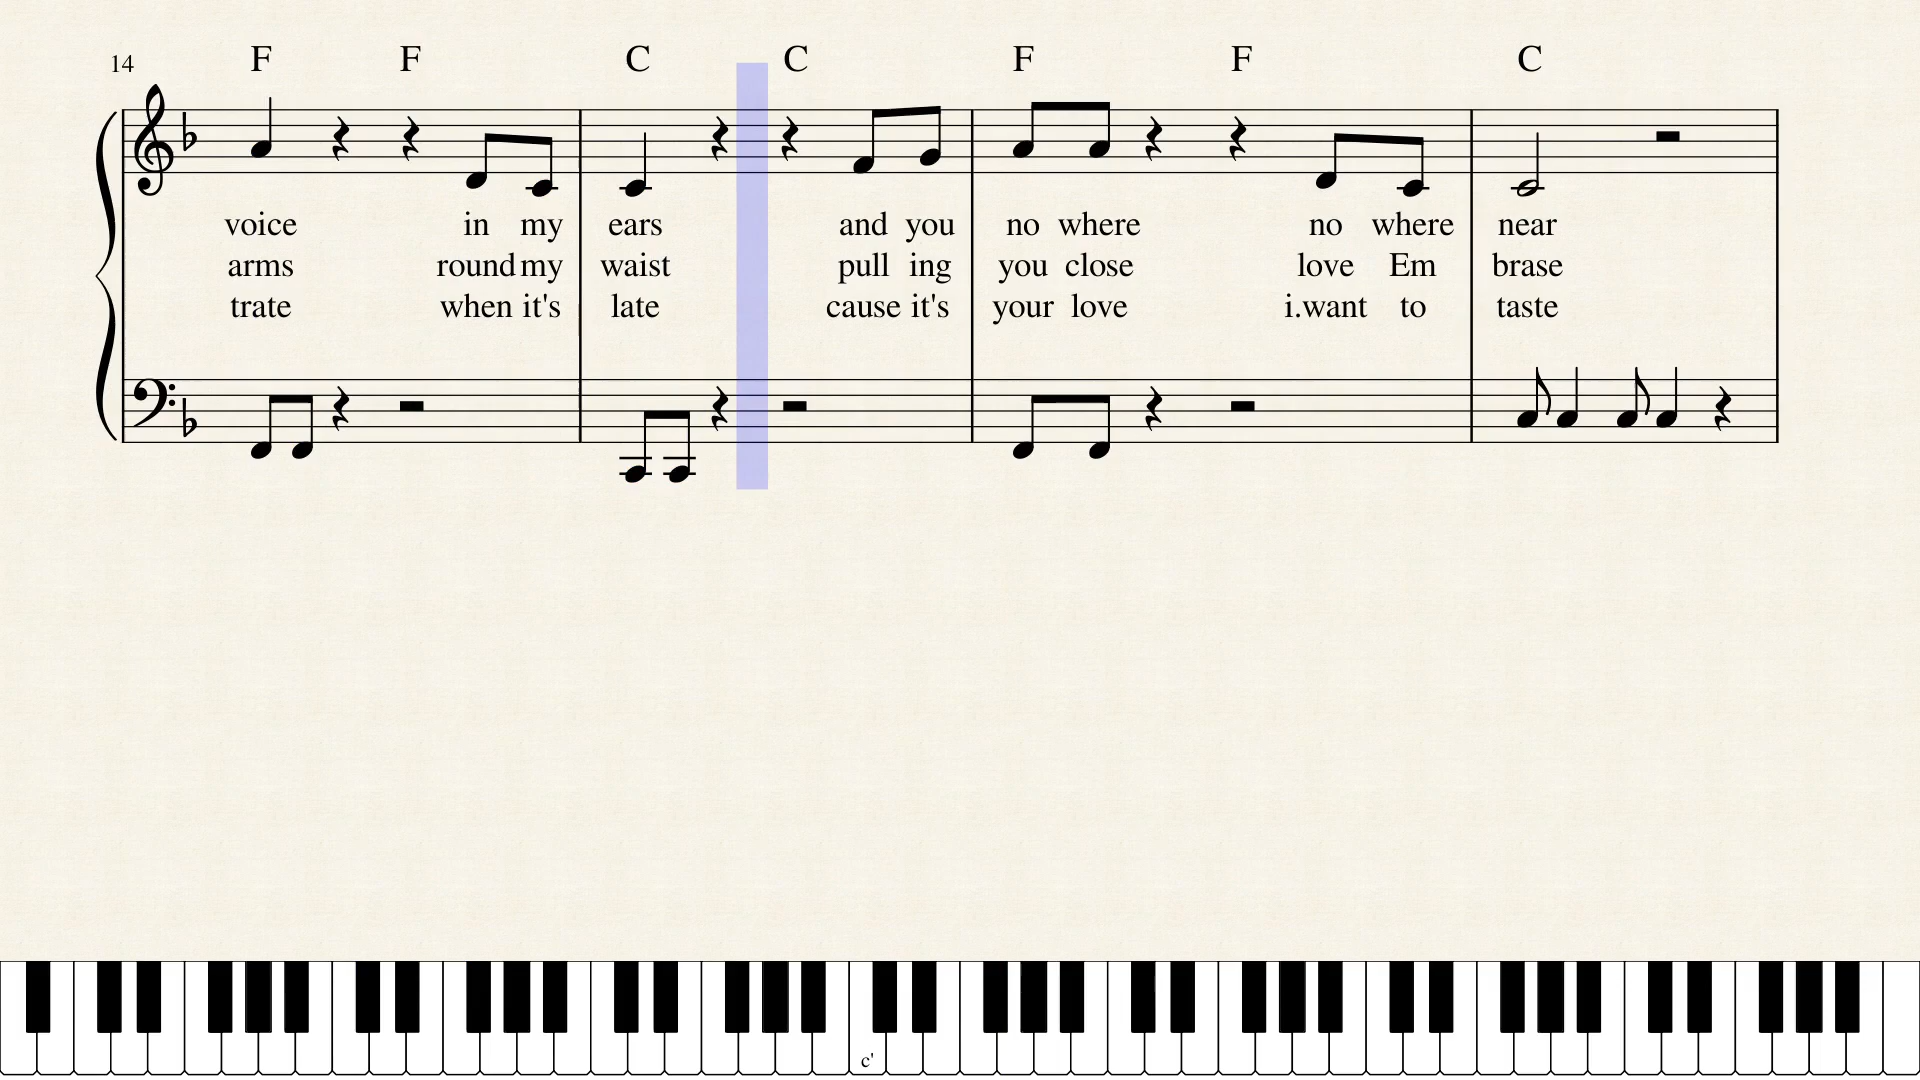 14 F F C C F F C
voice in my ears and you no where no where near
arms round my waist pull ing you close love Em brase
trate when it's late cause it's your love i.want to taste
c'